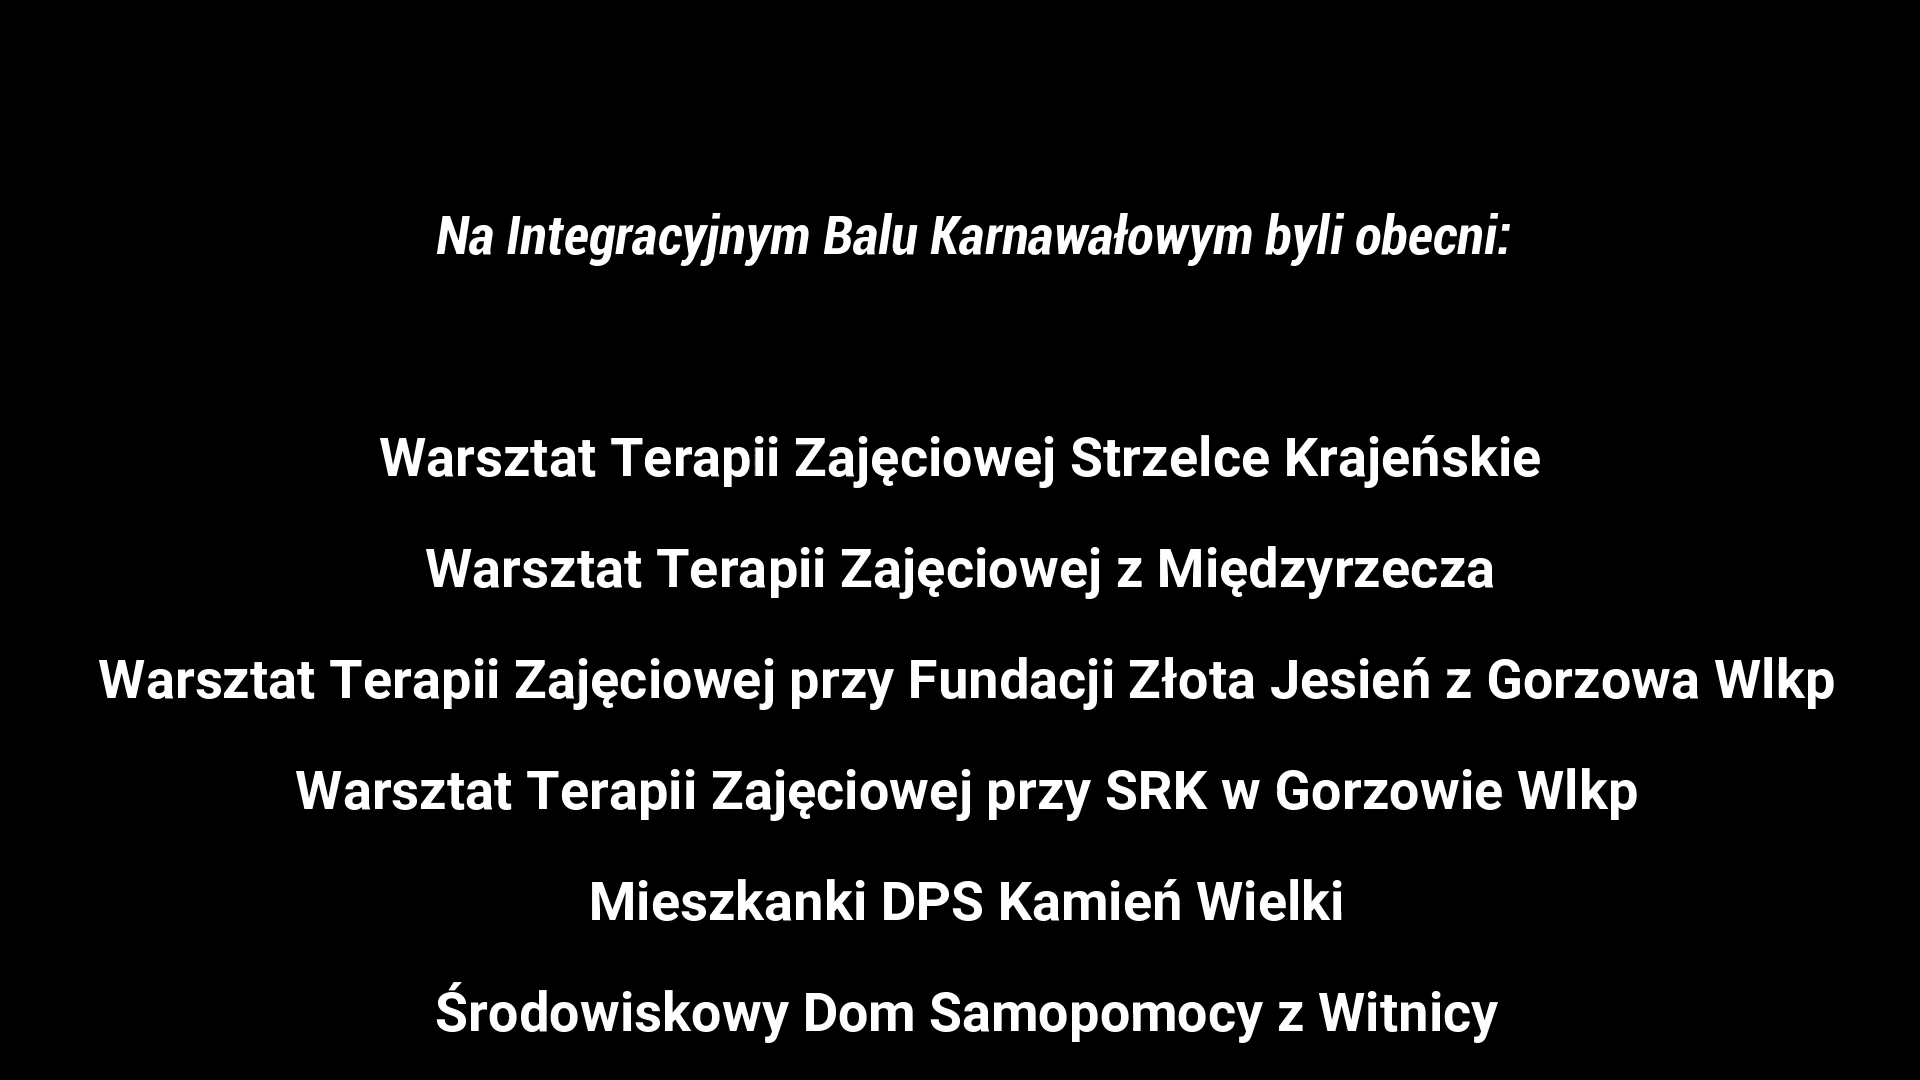 Na Integracyjnym Balu Karnawałowym byli obecni:
Warsztat Terapii Zajęciowej Strzelce Krajeńskie
Warsztat Terapii Zajęciowej z Międzyrzecza
Warsztat Terapii Zajęciowej przy Fundacji Złota Jesień z Gorzowa Wlkp
Warsztat Terapii Zajęciowej przy SRK w Gorzowie Wlkp
Mieszkanki DPS Kamień Wielki
Środowiskowy Dom Samopomocy z Witnicy